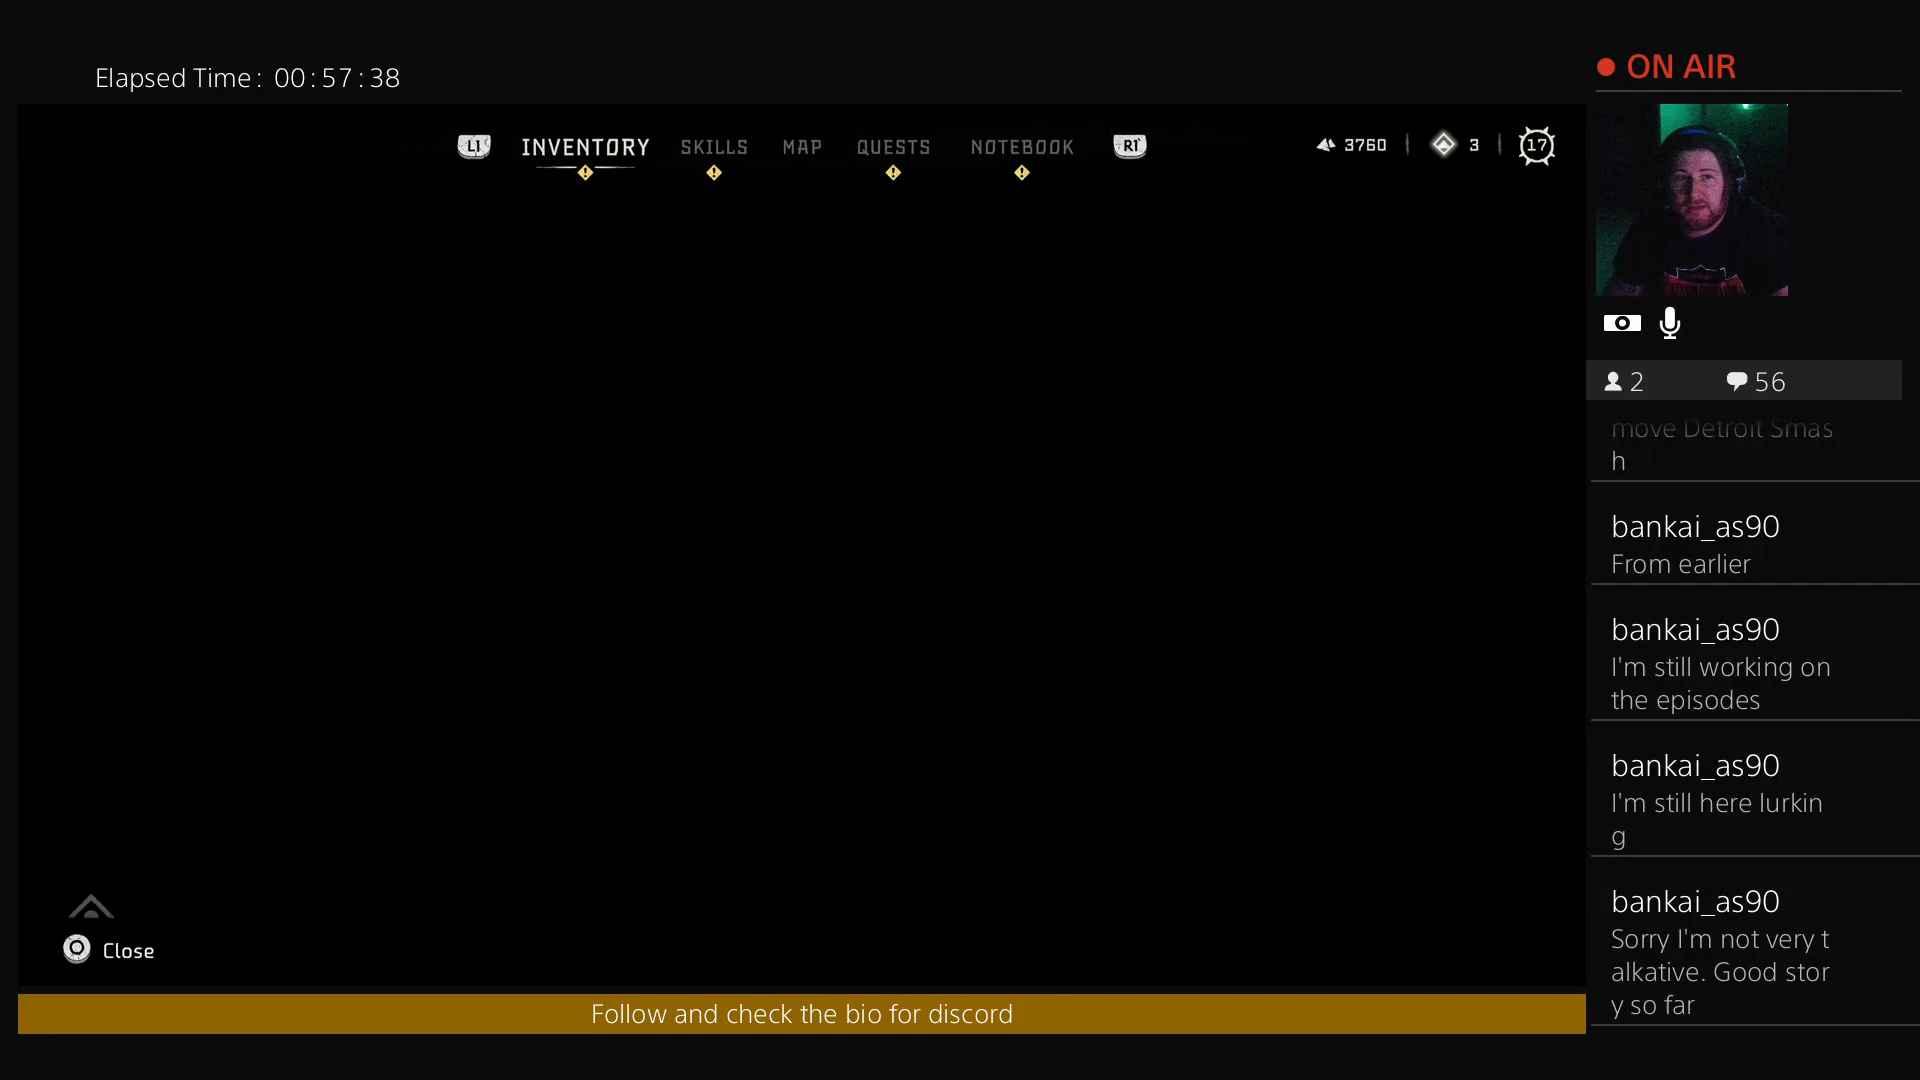 Elapsed Time: 00:57:38
ON AIR
L1 INVENTORY SKILLS MAP QUESTS NOTEBOOK R1 3760 3 17
2 56
move Detroit Smas
h
bankai_as90
From earlier
bankai_as90
I'm still working on
the episodes
bankai_as90
I'm still here lurkin
g
bankai_as90
Sorry I'm not very t
alkative. Good stor
y so far
Close
Follow and check the bio for discord